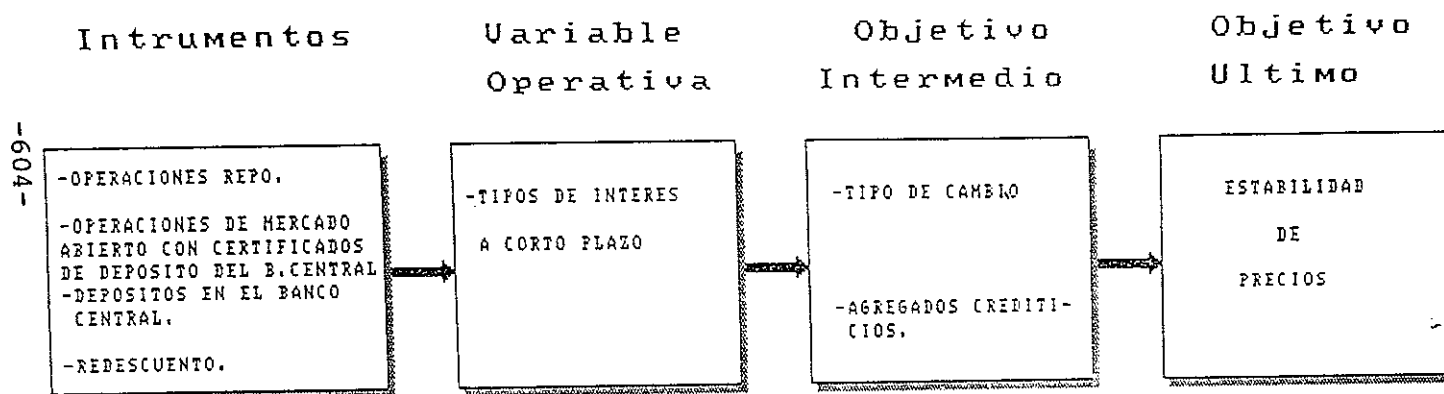 Intrumentos
Variable
Operativa
Objetivo
Intermedio
Objetivo
Ultimo
-604-
-OPERACIONES REPO.
-OPERACIONES DE MERCADO
ABIERTO CON CERTIFICADOS
DE DEPOSITO DEL B.CENTRAL
-DEPOSITOS EN EL BANCO
CENTRAL.
-REDESCUENTO.
-TIPOS DE INTERES
A CORTO PLAZO
-TIPO DE CAMBIO
-AGREGADOS CREDITI-
CIOS.
ESTABILIDAD
DE
PRECIOS